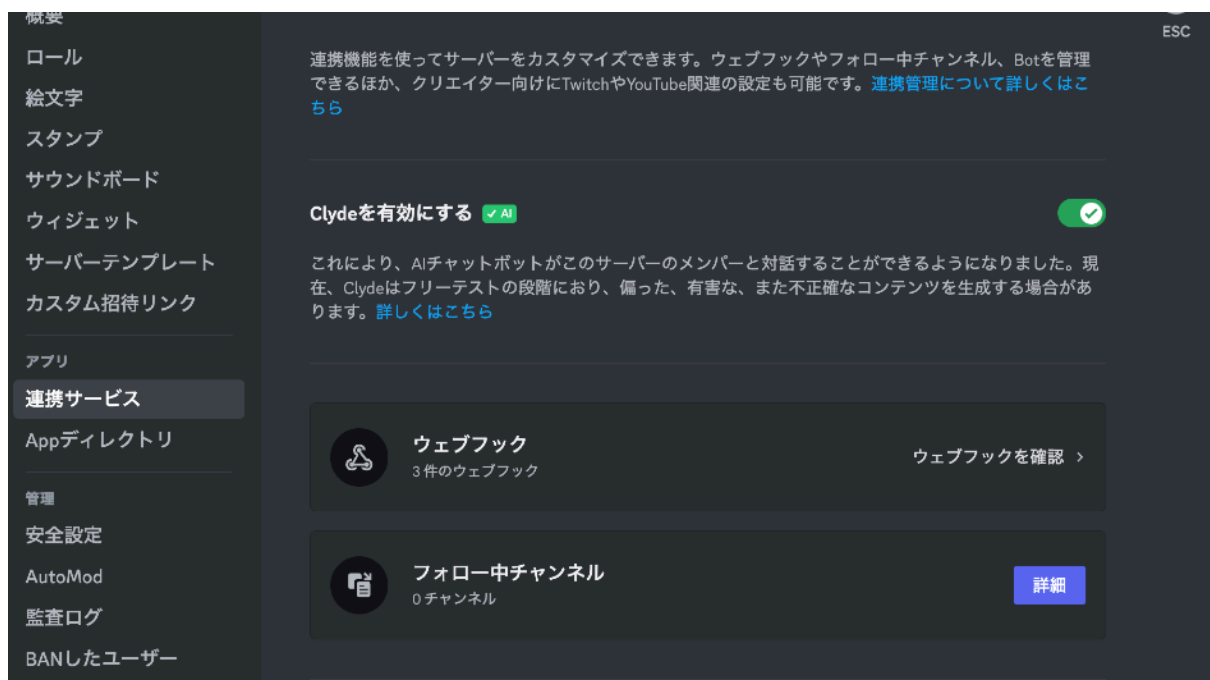 概要
ロール
絵文字
スタンプ
サウンドボード
ウィジェット
サーバーテンプレート
カスタム招待リンク
アプリ
連携サービス
Appディレクトリ
管理
安全設定
AutoMod
監査ログ
BANしたユーザー
ESC
連携機能を使ってサーバーをカスタマイズできます。ウェブフックやフォロー中チャンネル、Botを管理
できるほか、クリエイター向けにTwitchやYouTube関連の設定も可能です。連携管理について詳しくはこ
ちら
Clydeを有効にする ✓ AI
これにより、AIチャットボットがこのサーバーのメンバーと対話することができるようになりました。現
在、Clydeはフリーテストの段階におり、偏った、有害な、また不正確なコンテンツを生成する場合があ
ります。詳しくはこちら
ウェブフック
3 件のウェブフック
ウェブフックを確認 >
フォロー中チャンネル
0 チャンネル
詳細